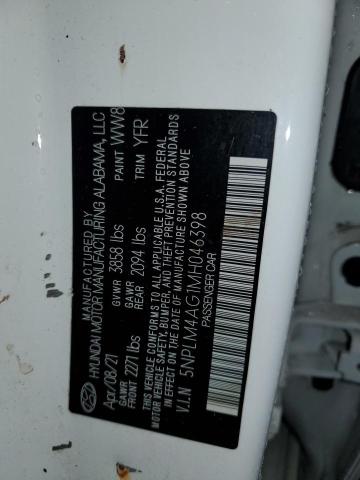 MANUFACTURED BY
HYUNDAI MOTOR MANUFACTURING ALABAMA, LLC
Apr/08/21 GVWR 3858 lbs PAINT WW8
GAWR FRONT 2271 lbs GAWR REAR 2094 lbs TRIM YFR
THIS VEHICLE CONFORMS TO ALL APPLICABLE U.S.A. FEDERAL
MOTOR VEHICLE SAFETY, BUMPER, AND THEFT PREVENTION STANDARDS
IN EFFECT ON THE DATE OF MANUFACTURE SHOWN ABOVE.
V.I.N 5NPLM4AG1MH046398
PASSENGER CAR